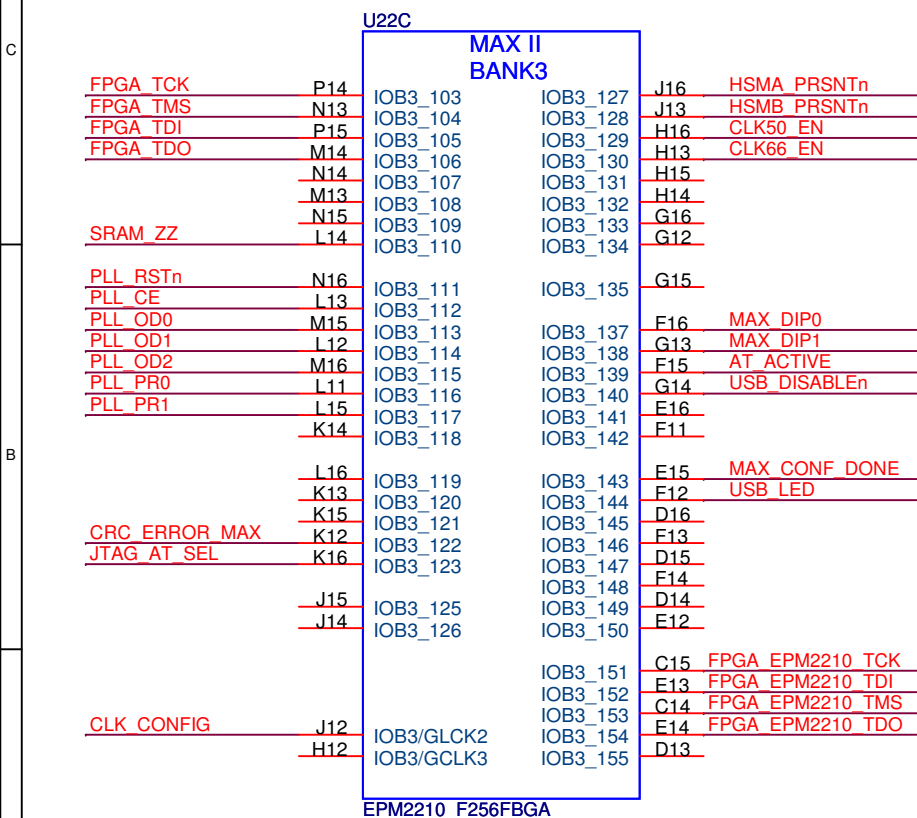 U22C
MAX II
BANK3
C
B
FPGA_TCK P14 IOB3_103 IOB3_127 J16 HSMA_PRSNTn
FPGA_TMS N13 IOB3_104 IOB3_128 J13 HSMB_PRSNTn
FPGA_TDI P15 IOB3_105 IOB3_129 H16 CLK50_EN
FPGA_TDO M14 IOB3_106 IOB3_130 H13 CLK66_EN
N14 IOB3_107 IOB3_131 H15
M13 IOB3_108 IOB3_132 H14
N15 IOB3_109 IOB3_133 G16
SRAM_ZZ L14 IOB3_110 IOB3_134 G12
PLL_RSTn N16 IOB3_111 IOB3_135 G15
PLL_CE L13 IOB3_112
PLL_OD0 M15 IOB3_113 IOB3_137 F16 MAX_DIP0
PLL_OD1 L12 IOB3_114 IOB3_138 G13 MAX_DIP1
PLL_OD2 M16 IOB3_115 IOB3_139 F15 AT_ACTIVE
PLL_PR0 L11 IOB3_116 IOB3_140 G14 USB_DISABLEn
PLL_PR1 L15 IOB3_117 IOB3_141 E16
K14 IOB3_118 IOB3_142 F11
L16 IOB3_119 IOB3_143 E15 MAX_CONF_DONE
K13 IOB3_120 IOB3_144 F12 USB_LED
K15 IOB3_121 IOB3_145 D16
CRC_ERROR_MAX K12 IOB3_122 IOB3_146 F13
JTAG_AT_SEL K16 IOB3_123 IOB3_147 D15
IOB3_148 F14
J15 IOB3_125 IOB3_149 D14
J14 IOB3_126 IOB3_150 E12
IOB3_151 C15 FPGA_EPM2210_TCK
IOB3_152 E13 FPGA_EPM2210_TDI
IOB3_153 C14 FPGA_EPM2210_TMS
CLK_CONFIG J12 IOB3/GLCK2 IOB3_154 E14 FPGA_EPM2210_TDO
H12 IOB3/GCLK3 IOB3_155 D13
EPM2210_F256FBGA